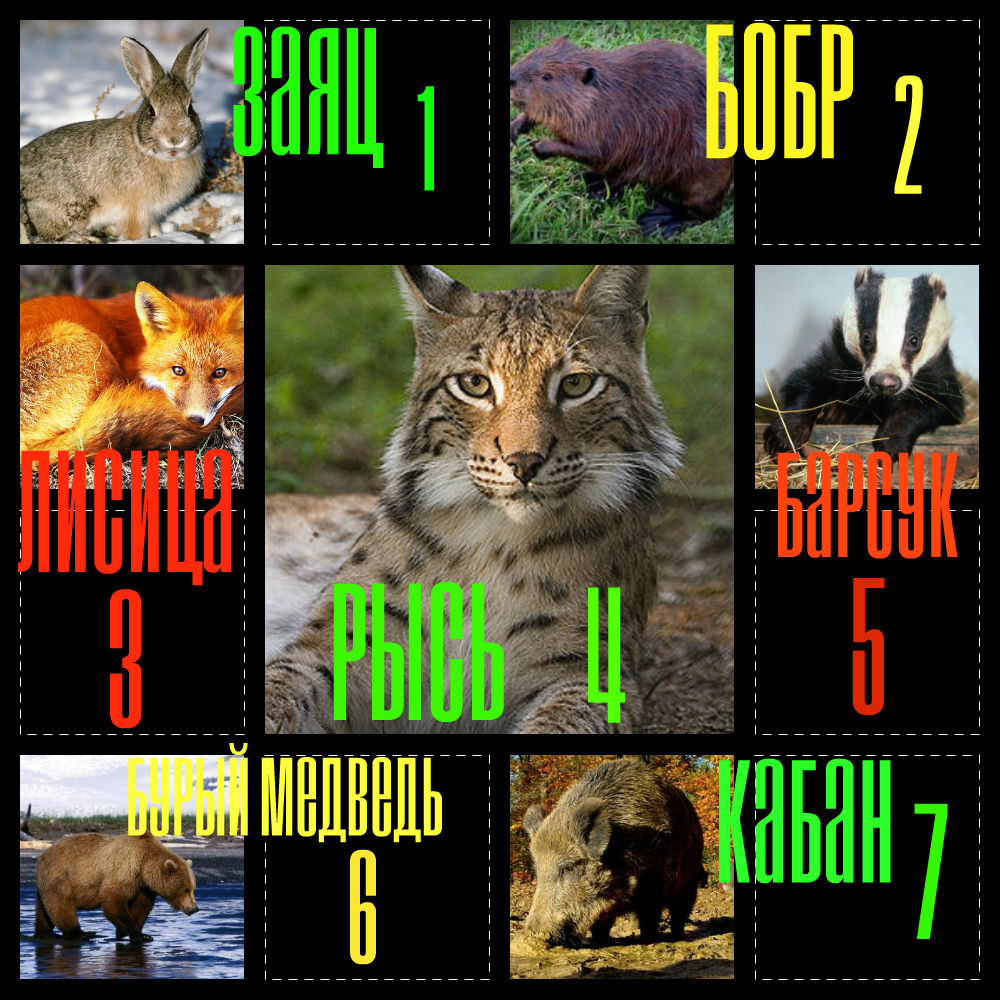 ЗАЯЦ 1
БОБР 2
ЛИСИЦА
3
РЫСЬ 4
БАРСУК
5
БУРЫЙ МЕДВЕДЬ
6
КАБАН 7